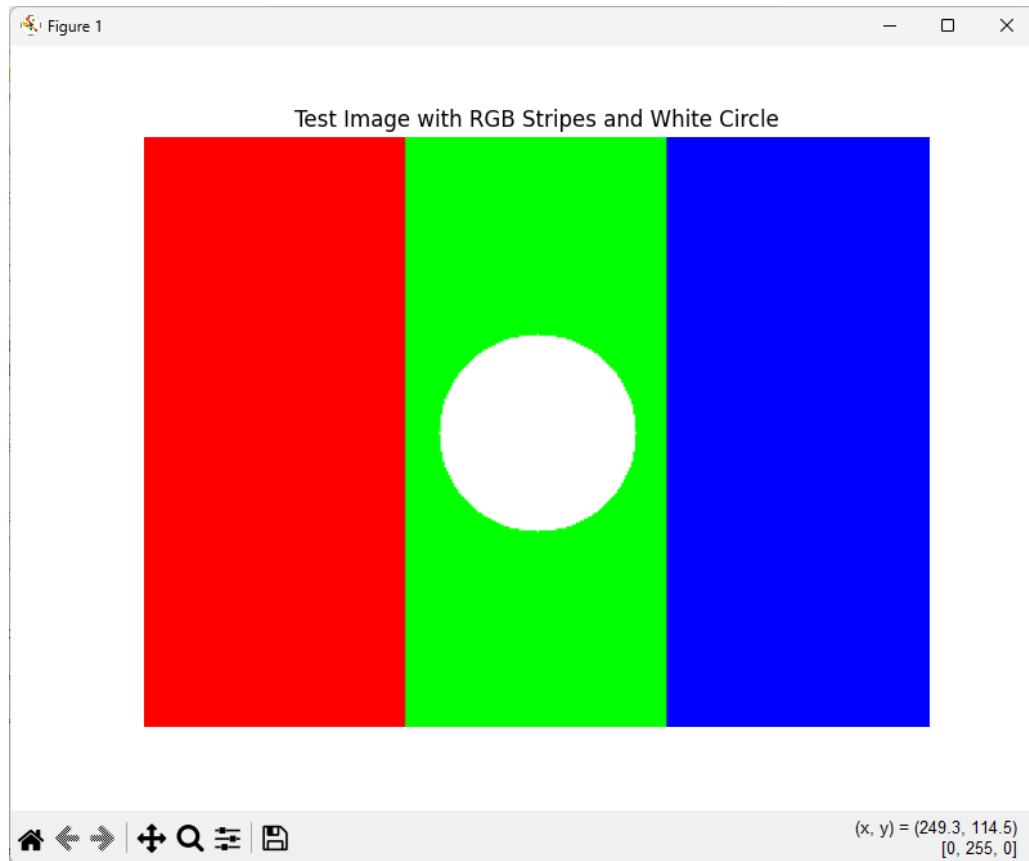 Figure 1
Test Image with RGB Stripes and White Circle
(x, y) = (249.3, 114.5)
[0, 255, 0]